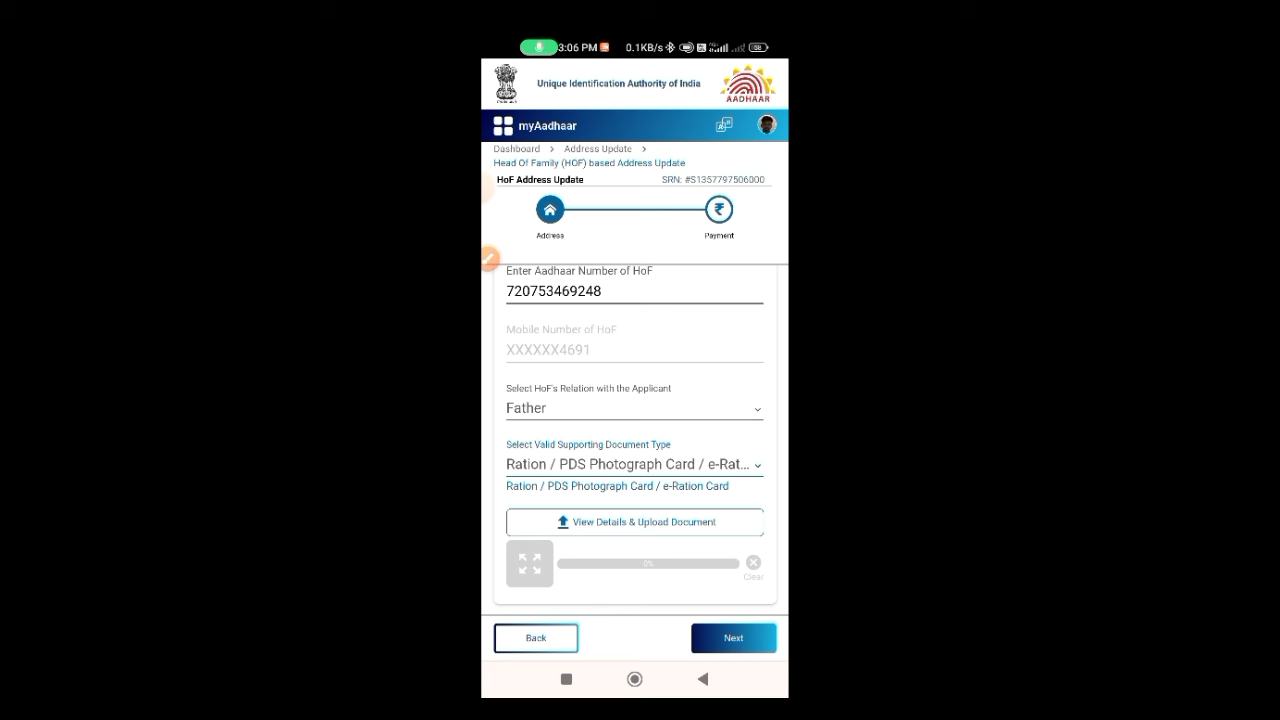 3:06 PM 0.1KB/s 58
Unique Identification Authority of India
AADHAAR
myAadhaar
Dashboard > Address Update >
Head Of Family (HOF) based Address Update
HoF Address Update SRN: #S1357797506000
₹
Address Payment
Enter Aadhaar Number of HoF
720753469248
Mobile Number of HoF
XXXXXX4691
Select HoF's Relation with the Applicant
Father
Select Valid Supporting Document Type
Ration / PDS Photograph Card / e-Rat...
Ration / PDS Photograph Card / e-Ration Card
View Details & Upload Document
0%
Clear
Back Next